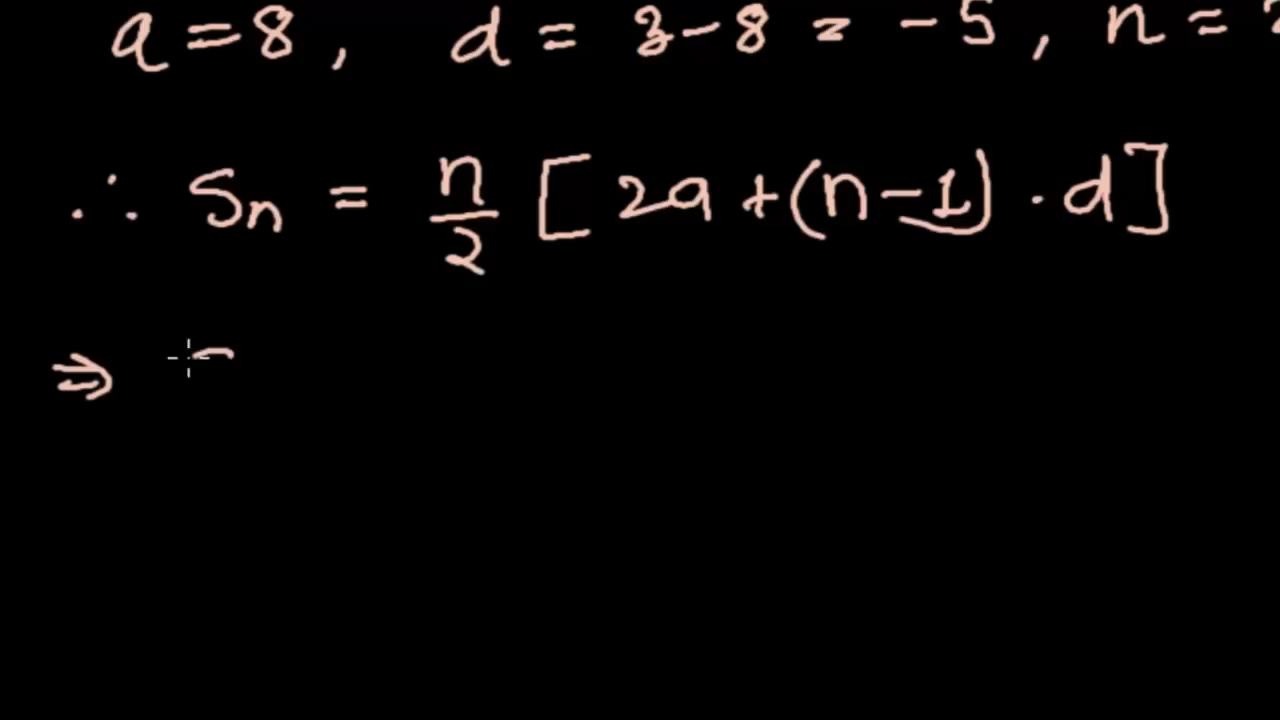 a = 8, d = 3 - 8 = -5, n =
∴ Sn = n/2 [2a + (n-1) · d]
⇒